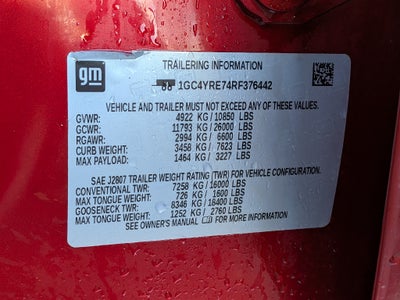 gm
TRAILERING INFORMATION
1GC4YRE74RF376442
VEHICLE AND TRAILER MUST NOT EXCEED ANY OF THESE VALUES.
GVWR: 4922 KG/10850 LBS
GCWR: 11793 KG/26000 LBS
RGAWR: 2994 KG/ 6600 LBS
CURB WEIGHT: 3458 KG/ 7623 LBS
MAX PAYLOAD: 1464 KG/ 3227 LBS
SAE J2807 TRAILER WEIGHT RATING (TWR) FOR VEHICLE CONFIGURATION.
CONVENTIONAL TWR: 7258 KG/16000 LBS
MAX TONGUE WEIGHT: 726 KG/ 1600 LBS
GOOSENECK TWR: 8346 KG/18400 LBS
MAX TONGUE WEIGHT: 1252 KG/ 2760 LBS
SEE OWNER'S MANUAL FOR MORE INFORMATION